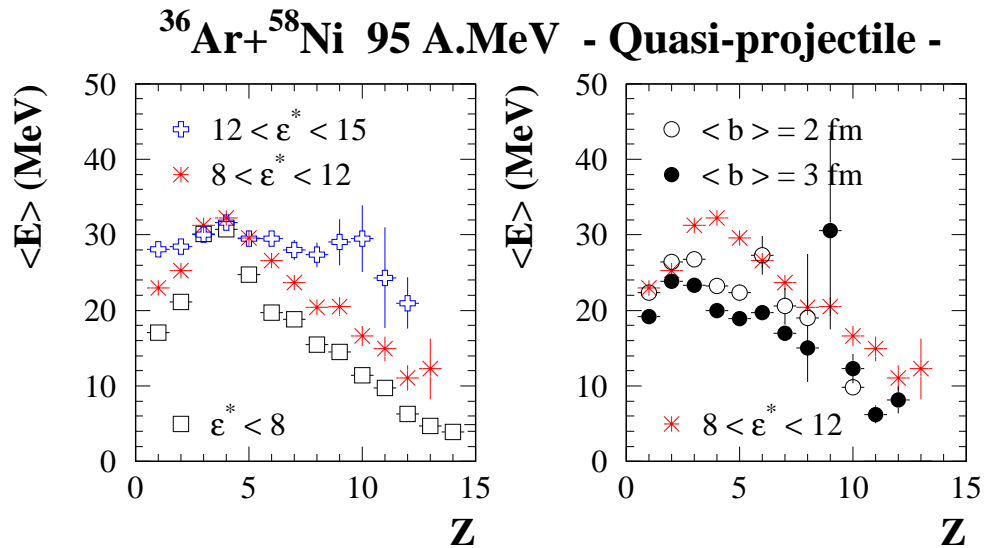 ³⁶Ar+⁵⁸Ni 95 A.MeV - Quasi-projectile -
<E> (MeV)
50
40
30
20
10
0
12 < ε* < 15
8 < ε* < 12
ε* < 8
0 5 10 15
Z
<E> (MeV)
50
40
30
20
10
0
< b > = 2 fm
< b > = 3 fm
8 < ε* < 12
0 5 10 15
Z